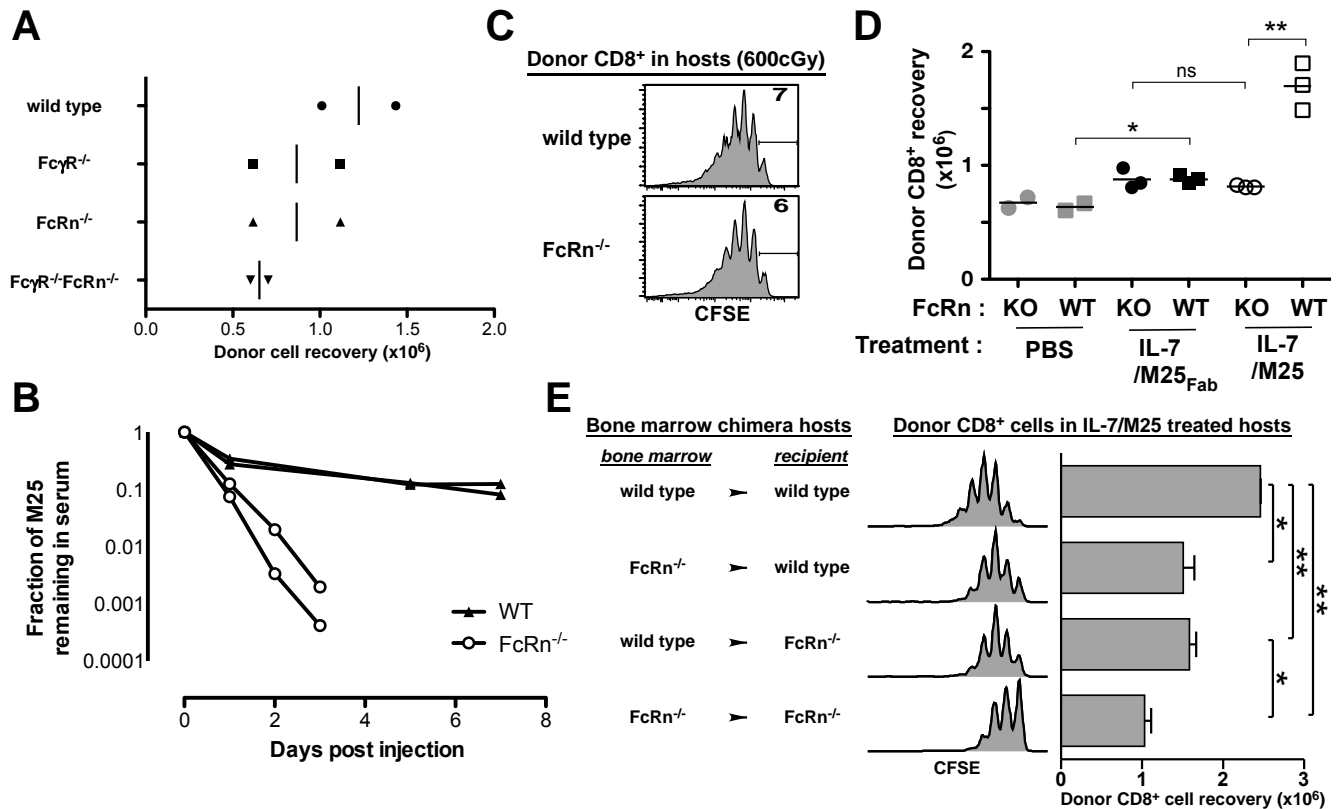 A
wild type
FcγR-/-
FcRn-/-
FcγR-/-FcRn-/-
0.0 0.5 1.0 1.5 2.0
Donor cell recovery (x10^6)
B
1
0.1
0.01
0.001
0.0001
Fraction of M25
remaining in serum
WT
FcRn-/-
0 2 4 6 8
Days post injection
C
Donor CD8+ in hosts (600cGy)
wild type
7
FcRn-/-
6
CFSE
D
Donor CD8+ recovery
(x10^6)
2
1
0
*
ns
**
FcRn : KO WT KO WT KO WT
Treatment : PBS IL-7 IL-7
/M25Fab /M25
E
Bone marrow chimera hosts
bone marrow recipient
wild type ➤ wild type
FcRn-/- ➤ wild type
wild type ➤ FcRn-/-
FcRn-/- ➤ FcRn-/-
Donor CD8+ cells in IL-7/M25 treated hosts
*
**
**
*
CFSE
0 1 2 3
Donor CD8+ cell recovery (x10^6)